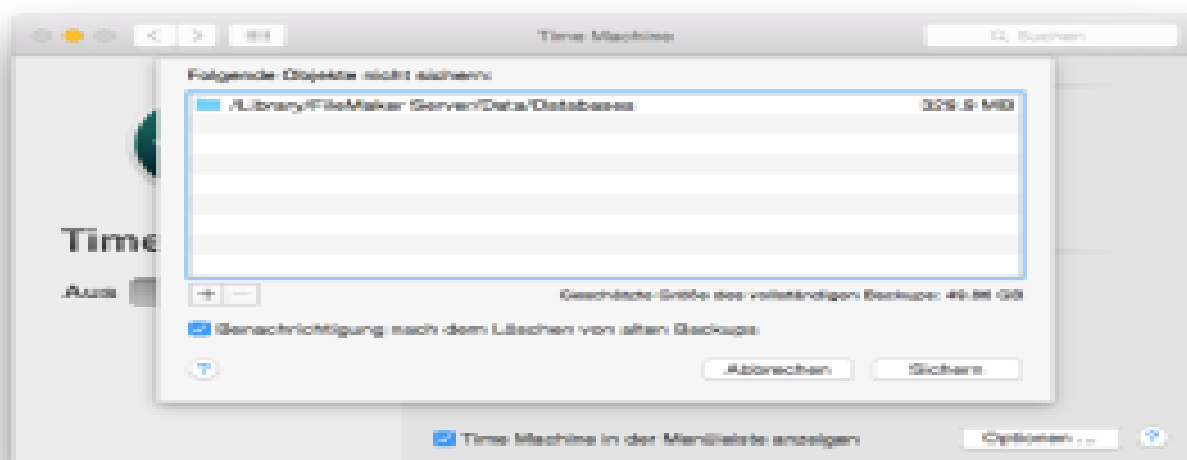 Time Machine
Suchen
Folgende Objekte nicht sichern:
/Library/FileMaker Server/Data/Databases 329.9 MB
Time
Aus
+ −
Geschätzte Größe des vollständigen Backups: 49.86 GB
Benachrichtigung nach dem Löschen von alten Backups
? Abbrechen Sichern
Time Machine in der Menüleiste anzeigen Optionen ... ?